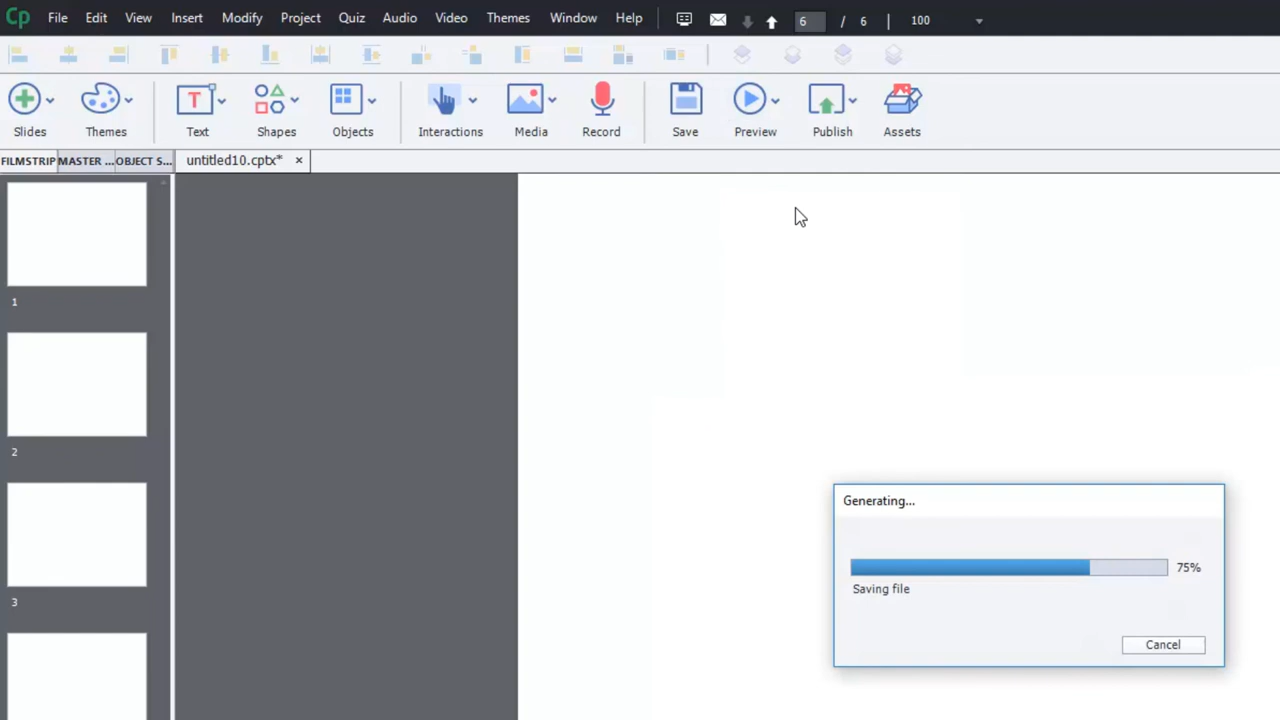 Cp File Edit View Insert Modify Project Quiz Audio Video Themes Window Help 6 / 6 100
Slides Themes Text Shapes Objects Interactions Media Record Save Preview Publish Assets
FILMSTRIP MASTER ... OBJECT S... untitled10.cptx* ×
1
2
3
Generating...
75%
Saving file
Cancel